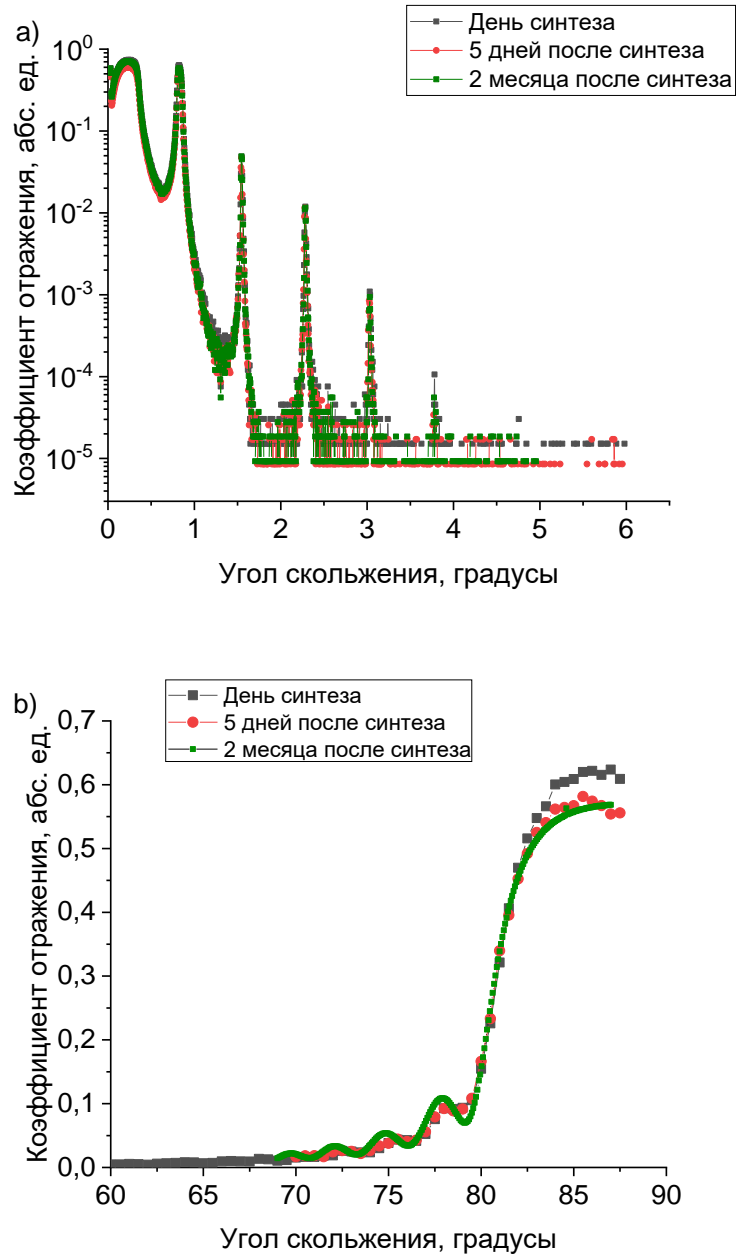 a)
День синтеза
5 дней после синтеза
2 месяца после синтеза
Коэффициент отражения, абс. ед.
10^0
10^-1
10^-2
10^-3
10^-4
10^-5
0 1 2 3 4 5 6
Угол скольжения, градусы
b)
День синтеза
5 дней после синтеза
2 месяца после синтеза
Коэффициент отражения, абс. ед.
0,7
0,6
0,5
0,4
0,3
0,2
0,1
0,0
60 65 70 75 80 85 90
Угол скольжения, градусы